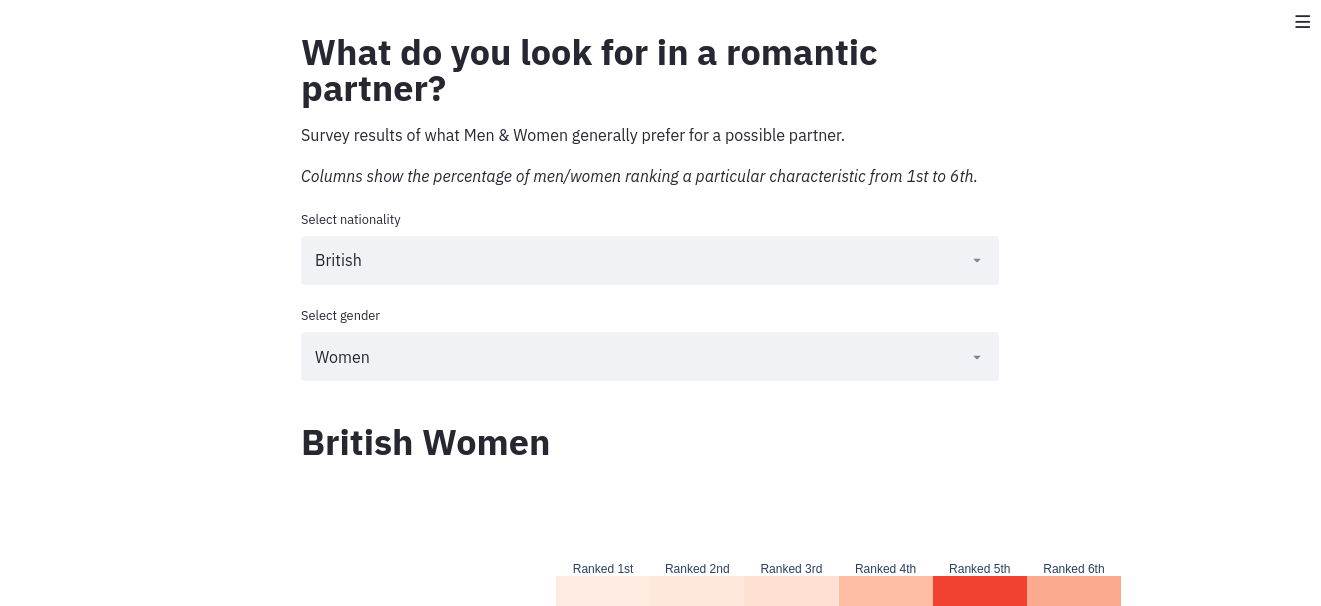 What do you look for in a romantic
partner?
Survey results of what Men & Women generally prefer for a possible partner.
Columns show the percentage of men/women ranking a particular characteristic from 1st to 6th.
Select nationality
British
Select gender
Women
British Women
Ranked 1st Ranked 2nd Ranked 3rd Ranked 4th Ranked 5th Ranked 6th